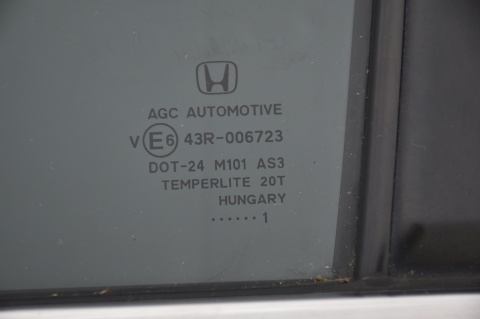 AGC AUTOMOTIVE
V E6 43R-006723
DOT-24 M101 AS3
TEMPERLITE 20T
HUNGARY
······1